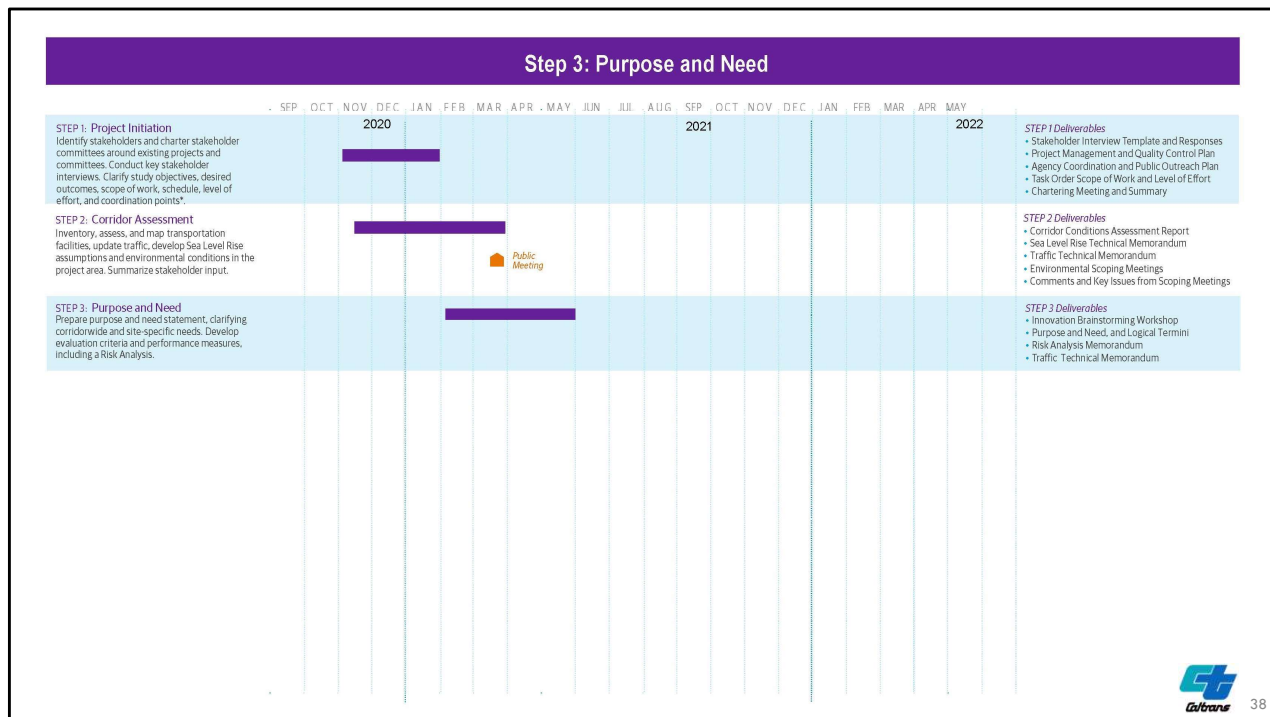 Step 3: Purpose and Need
SEP OCT NOV DEC JAN FEB MAR APR MAY JUN JUL AUG SEP OCT NOV DEC JAN FEB MAR APR MAY
2020 2021 2022
STEP 1: Project Initiation
Identify stakeholders and charter stakeholder
committees around existing projects and
committees. Conduct key stakeholder
interviews. Clarify study objectives, desired
outcomes, scope of work, schedule, level of
effort, and coordination points*.
STEP 1 Deliverables
• Stakeholder Interview Template and Responses
• Project Management and Quality Control Plan
• Agency Coordination and Public Outreach Plan
• Task Order Scope of Work and Level of Effort
• Chartering Meeting and Summary
STEP 2: Corridor Assessment
Inventory, assess, and map transportation
facilities, update traffic, develop Sea Level Rise
assumptions and environmental conditions in the
project area. Summarize stakeholder input.
Public
Meeting
STEP 2 Deliverables
• Corridor Conditions Assessment Report
• Sea Level Rise Technical Memorandum
• Traffic Technical Memorandum
• Environmental Scoping Meetings
• Comments and Key Issues from Scoping Meetings
STEP 3: Purpose and Need
Prepare purpose and need statement, clarifying
corridorwide and site-specific needs. Develop
evaluation criteria and performance measures,
including a Risk Analysis.
STEP 3 Deliverables
• Innovation Brainstorming Workshop
• Purpose and Need, and Logical Termini
• Risk Analysis Memorandum
• Traffic Technical Memorandum
Caltrans
38